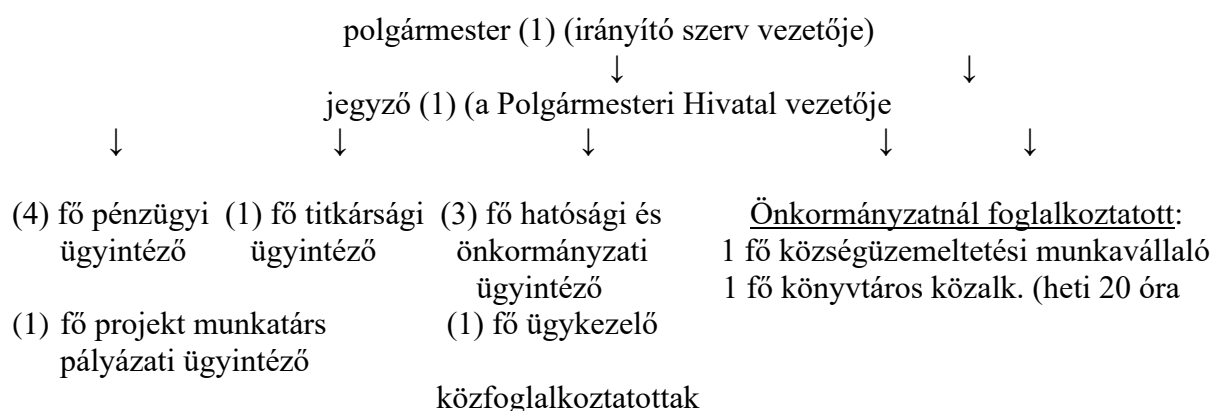 polgármester (1) (irányító szerv vezetője)
↓ ↓
jegyző (1) (a Polgármesteri Hivatal vezetője
↓ ↓ ↓ ↓ ↓
(4) fő pénzügyi (1) fő titkársági (3) fő hatósági és Önkormányzatnál foglalkoztatott:
ügyintéző ügyintéző önkormányzati 1 fő községüzemeltetési munkavállaló
ügyintéző 1 fő könyvtáros közalk. (heti 20 óra
(1) fő projekt munkatárs (1) fő ügykezelő
pályázati ügyintéző
közfoglalkoztatottak